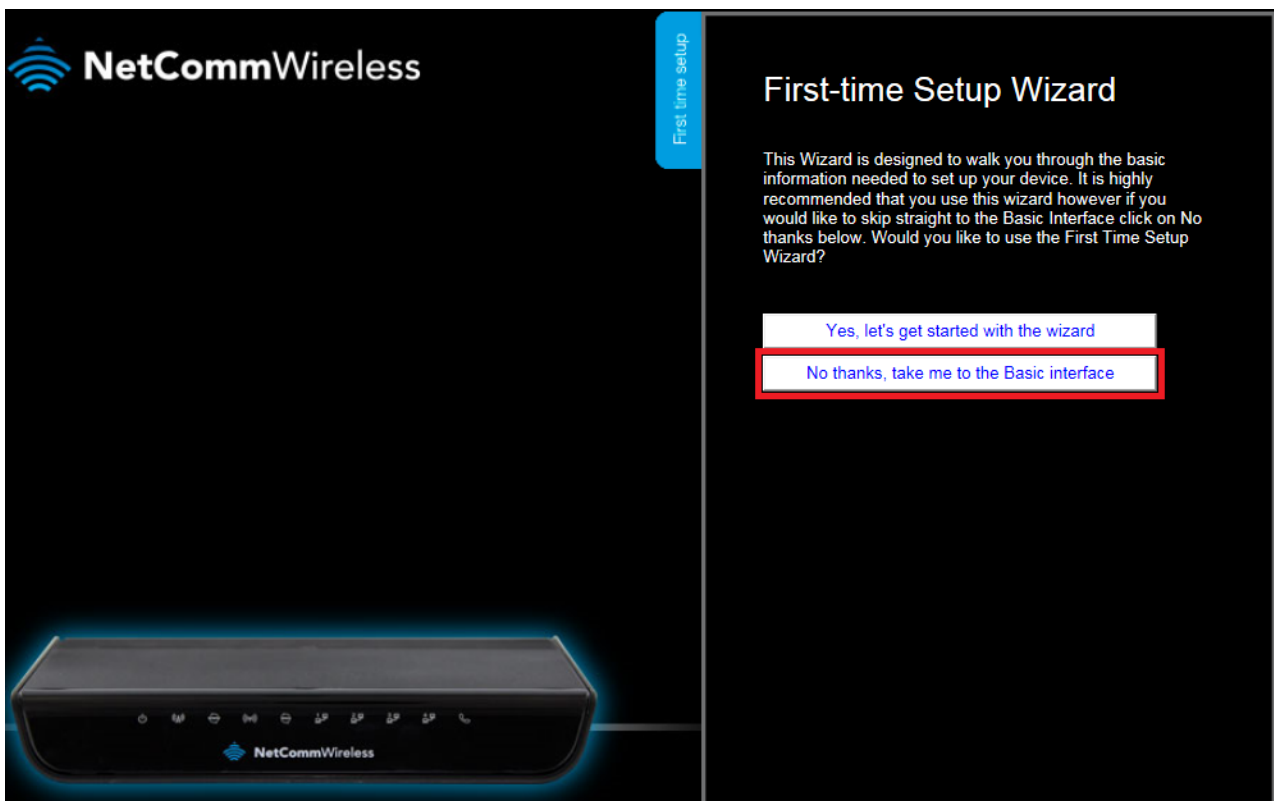 NetCommWireless
First time setup
First-time Setup Wizard
This Wizard is designed to walk you through the basic
information needed to set up your device. It is highly
recommended that you use this wizard however if you
would like to skip straight to the Basic Interface click on No
thanks below. Would you like to use the First Time Setup
Wizard?
Yes, let's get started with the wizard
No thanks, take me to the Basic interface
NetCommWireless